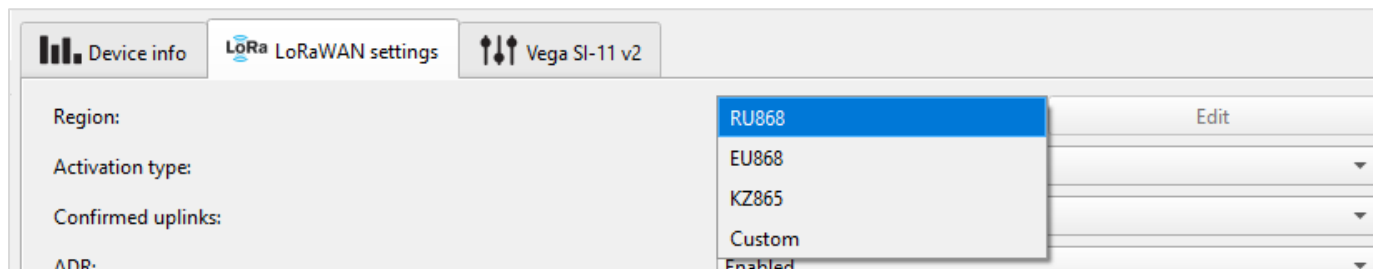 Device info
LoRa LoRaWAN settings
Vega SI-11 v2
Region:
RU868
Edit
EU868
Activation type:
KZ865
Confirmed uplinks:
Custom
ADR:
Enabled